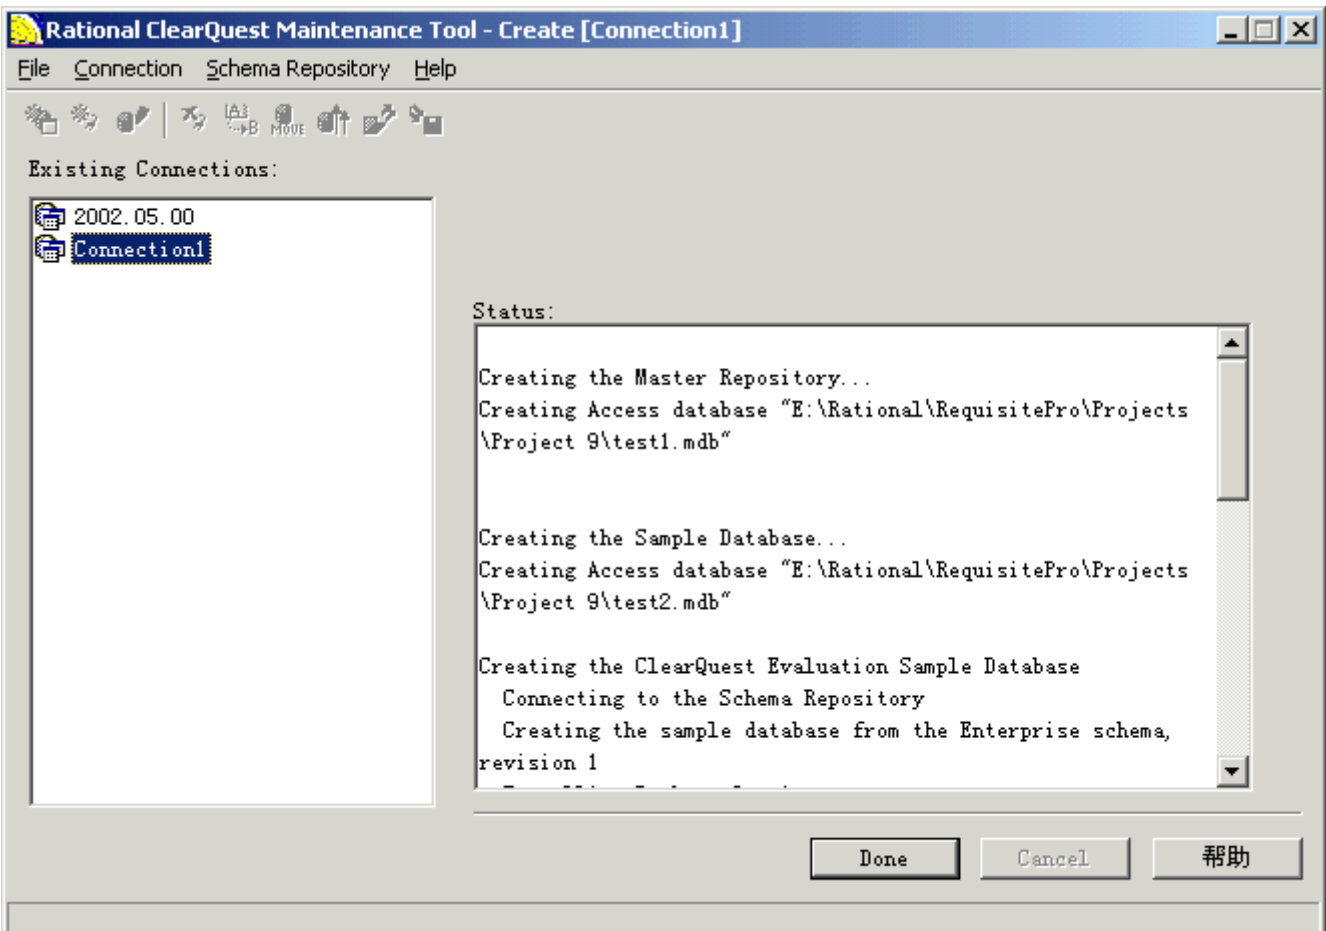 Rational ClearQuest Maintenance Tool - Create [Connection1]
File Connection Schema Repository Help
A
B
MOVE
Existing Connections:
2002.05.00
Connection1
Status:
Creating the Master Repository...
Creating Access database "E:\Rational\RequisitePro\Projects
\Project 9\test1.mdb"
Creating the Sample Database...
Creating Access database "E:\Rational\RequisitePro\Projects
\Project 9\test2.mdb"
Creating the ClearQuest Evaluation Sample Database
Connecting to the Schema Repository
Creating the sample database from the Enterprise schema,
revision 1
Done Cancel 帮助